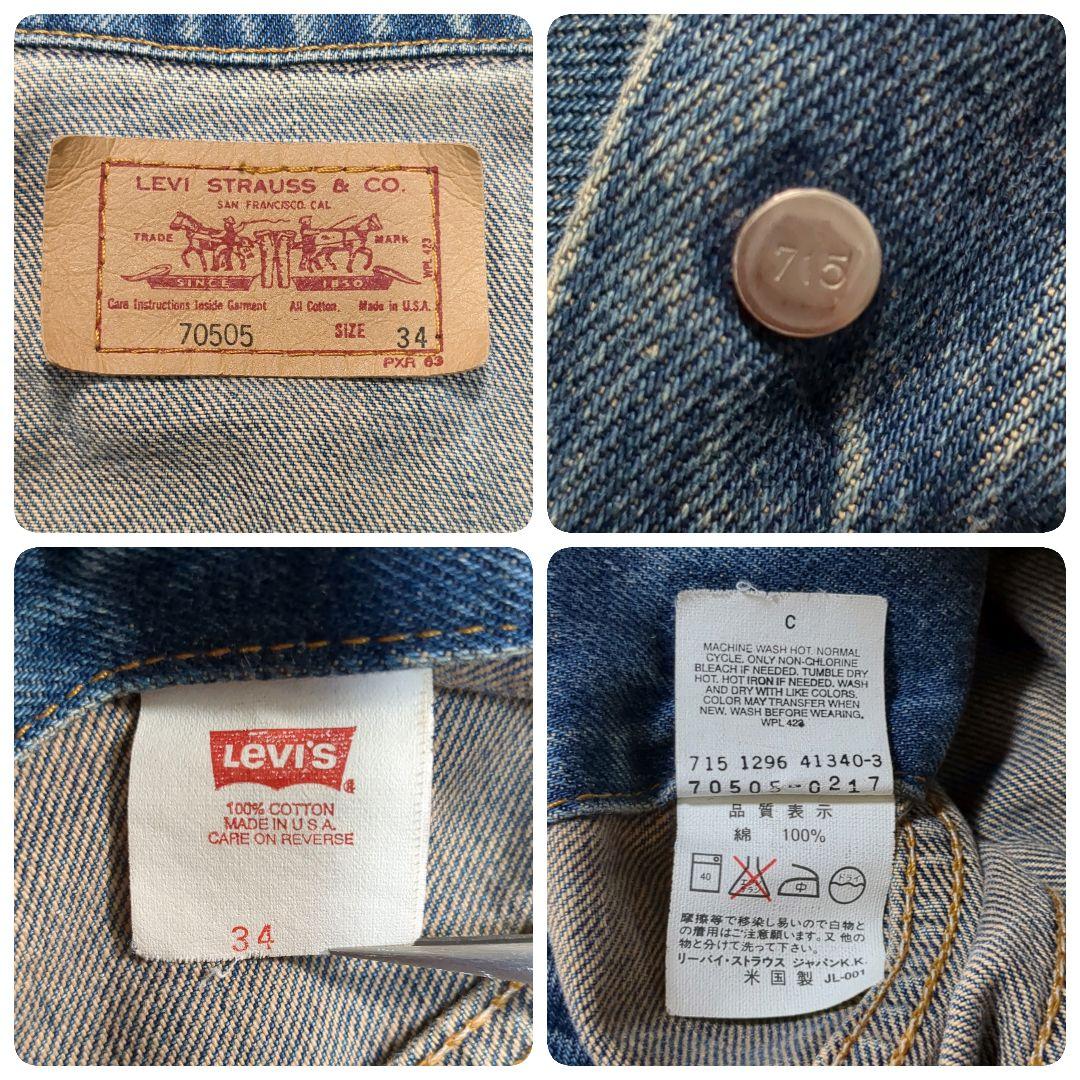 LEVI STRAUSS & CO.
SAN FRANCISCO. CAL
TRADE MARK
WPL 423
SINCE 1850
Care Instructions Inside Garment All Cotton. Made in U.S.A.
70505 SIZE 34
PXR 63
715
LEVI'S
®
100% COTTON
MADE IN U S A.
CARE ON REVERSE
34
C
MACHINE WASH HOT. NORMAL
CYCLE. ONLY NON-CHLORINE
BLEACH IF NEEDED. TUMBLE DRY
HOT. HOT IRON IF NEEDED. WASH
AND DRY WITH LIKE COLORS.
COLOR MAY TRANSFER WHEN
NEW. WASH BEFORE WEARING.
WPL 423
715 1296 41340-3
70505-0217
品質表示
綿 100%
40 中 ドライ
摩擦等で移染し易いので白物と
の着用はご注意願います。又他の
物と分けて洗って下さい。
リーバイ・ストラウス ジャパンK.K.
米国製 JL-001